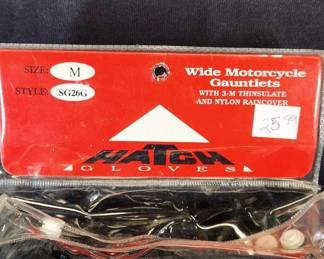 SIZE: M
STYLE: SG26G
Wide Motorcycle
Gauntlets
WITH 3-M THINSULATE
AND NYLON RAINCOVER
25.99
HATCH
GLOVES